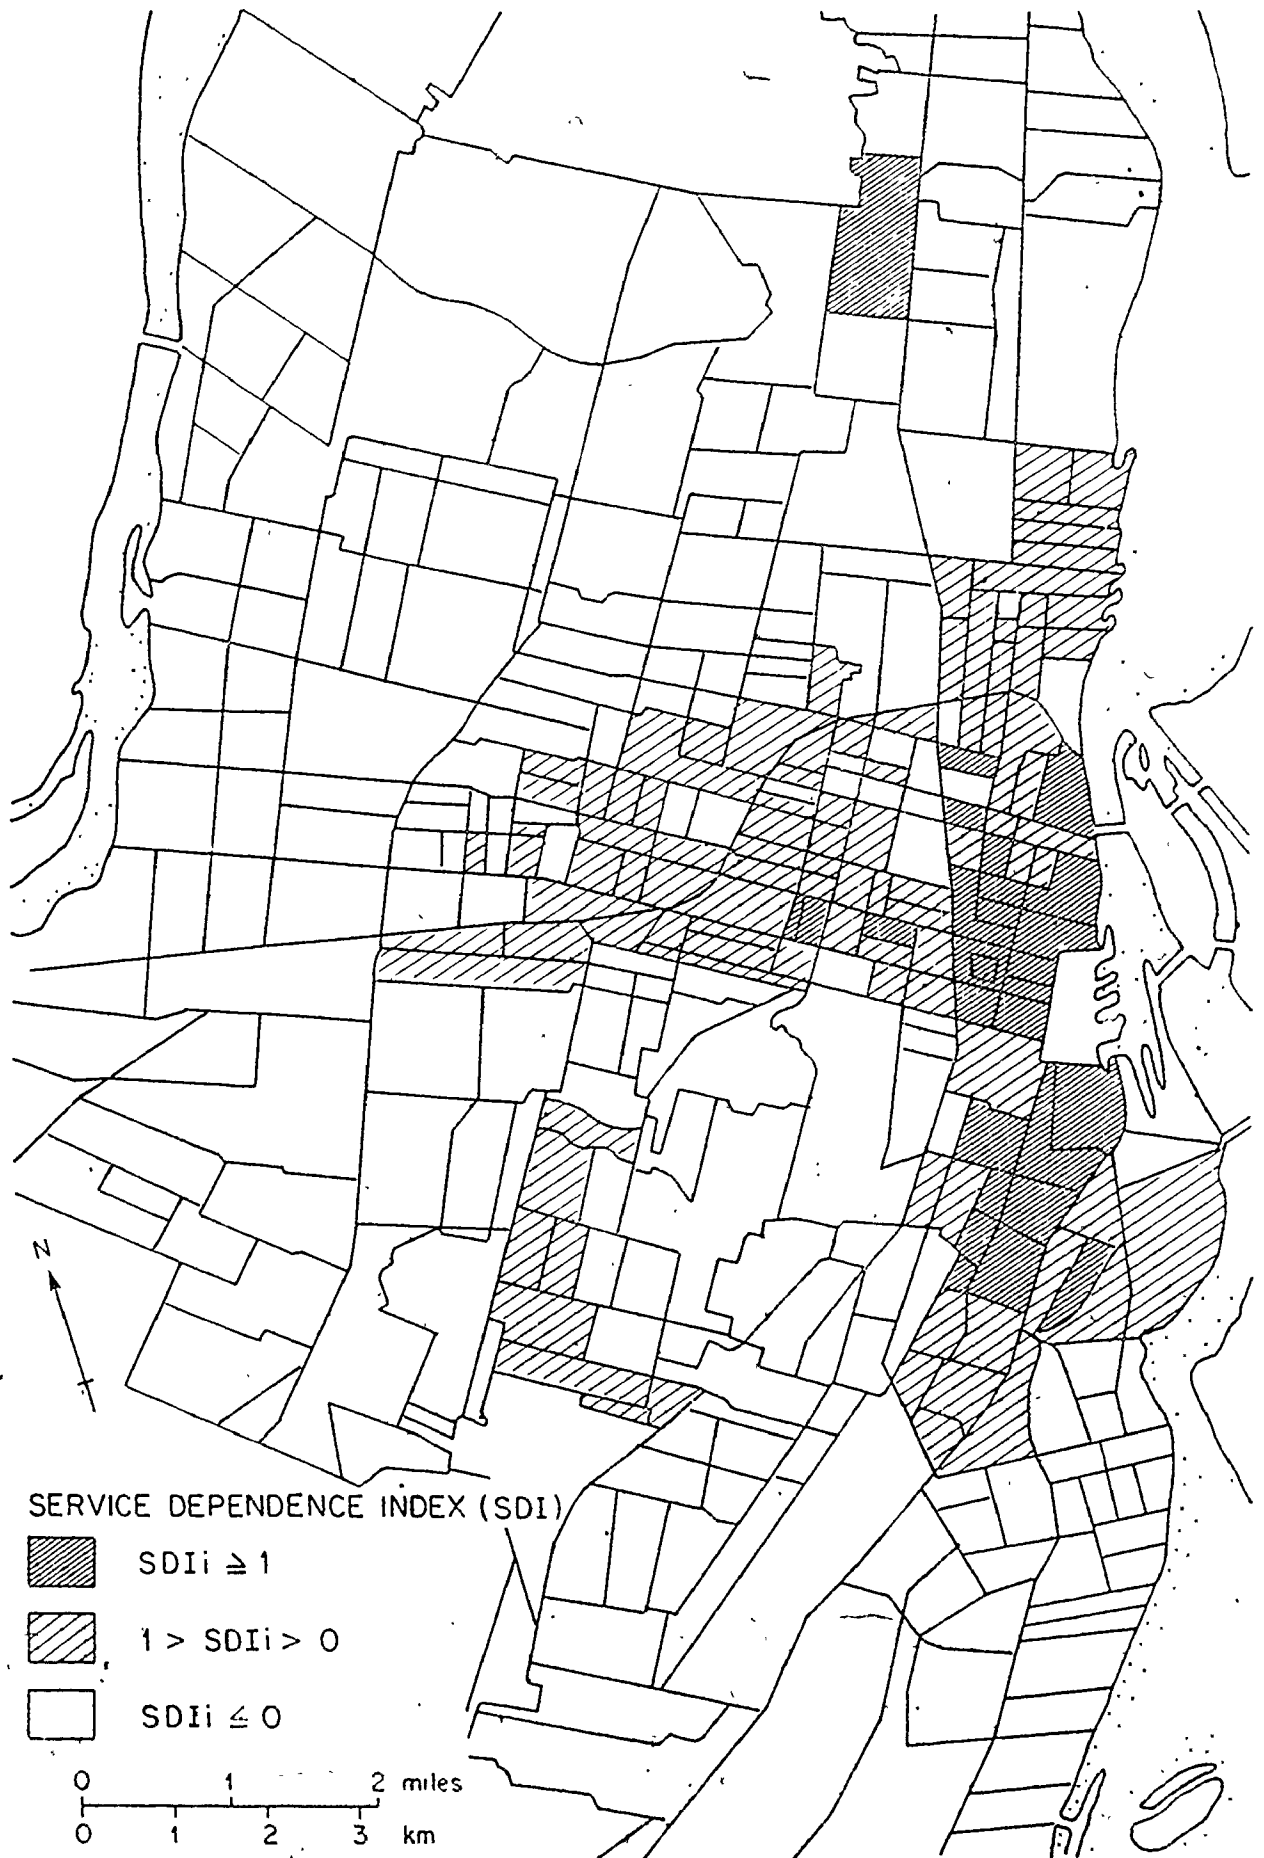 N
SERVICE DEPENDENCE INDEX (SDI)
SDIi ≥ 1
1 > SDIi > 0
SDIi ≤ 0
0 1 2 miles
0 1 2 3 km